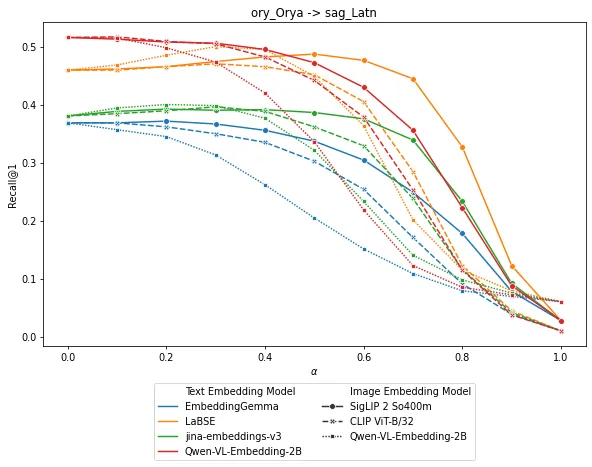 ory_Orya -> sag_Latn
Recall@1
0.5
0.4
0.3
0.2
0.1
0.0
0.0 0.2 0.4 0.6 0.8 1.0
α
Text Embedding Model
EmbeddingGemma
LaBSE
jina-embeddings-v3
Qwen-VL-Embedding-2B
Image Embedding Model
SigLIP 2 So400m
CLIP ViT-B/32
Qwen-VL-Embedding-2B